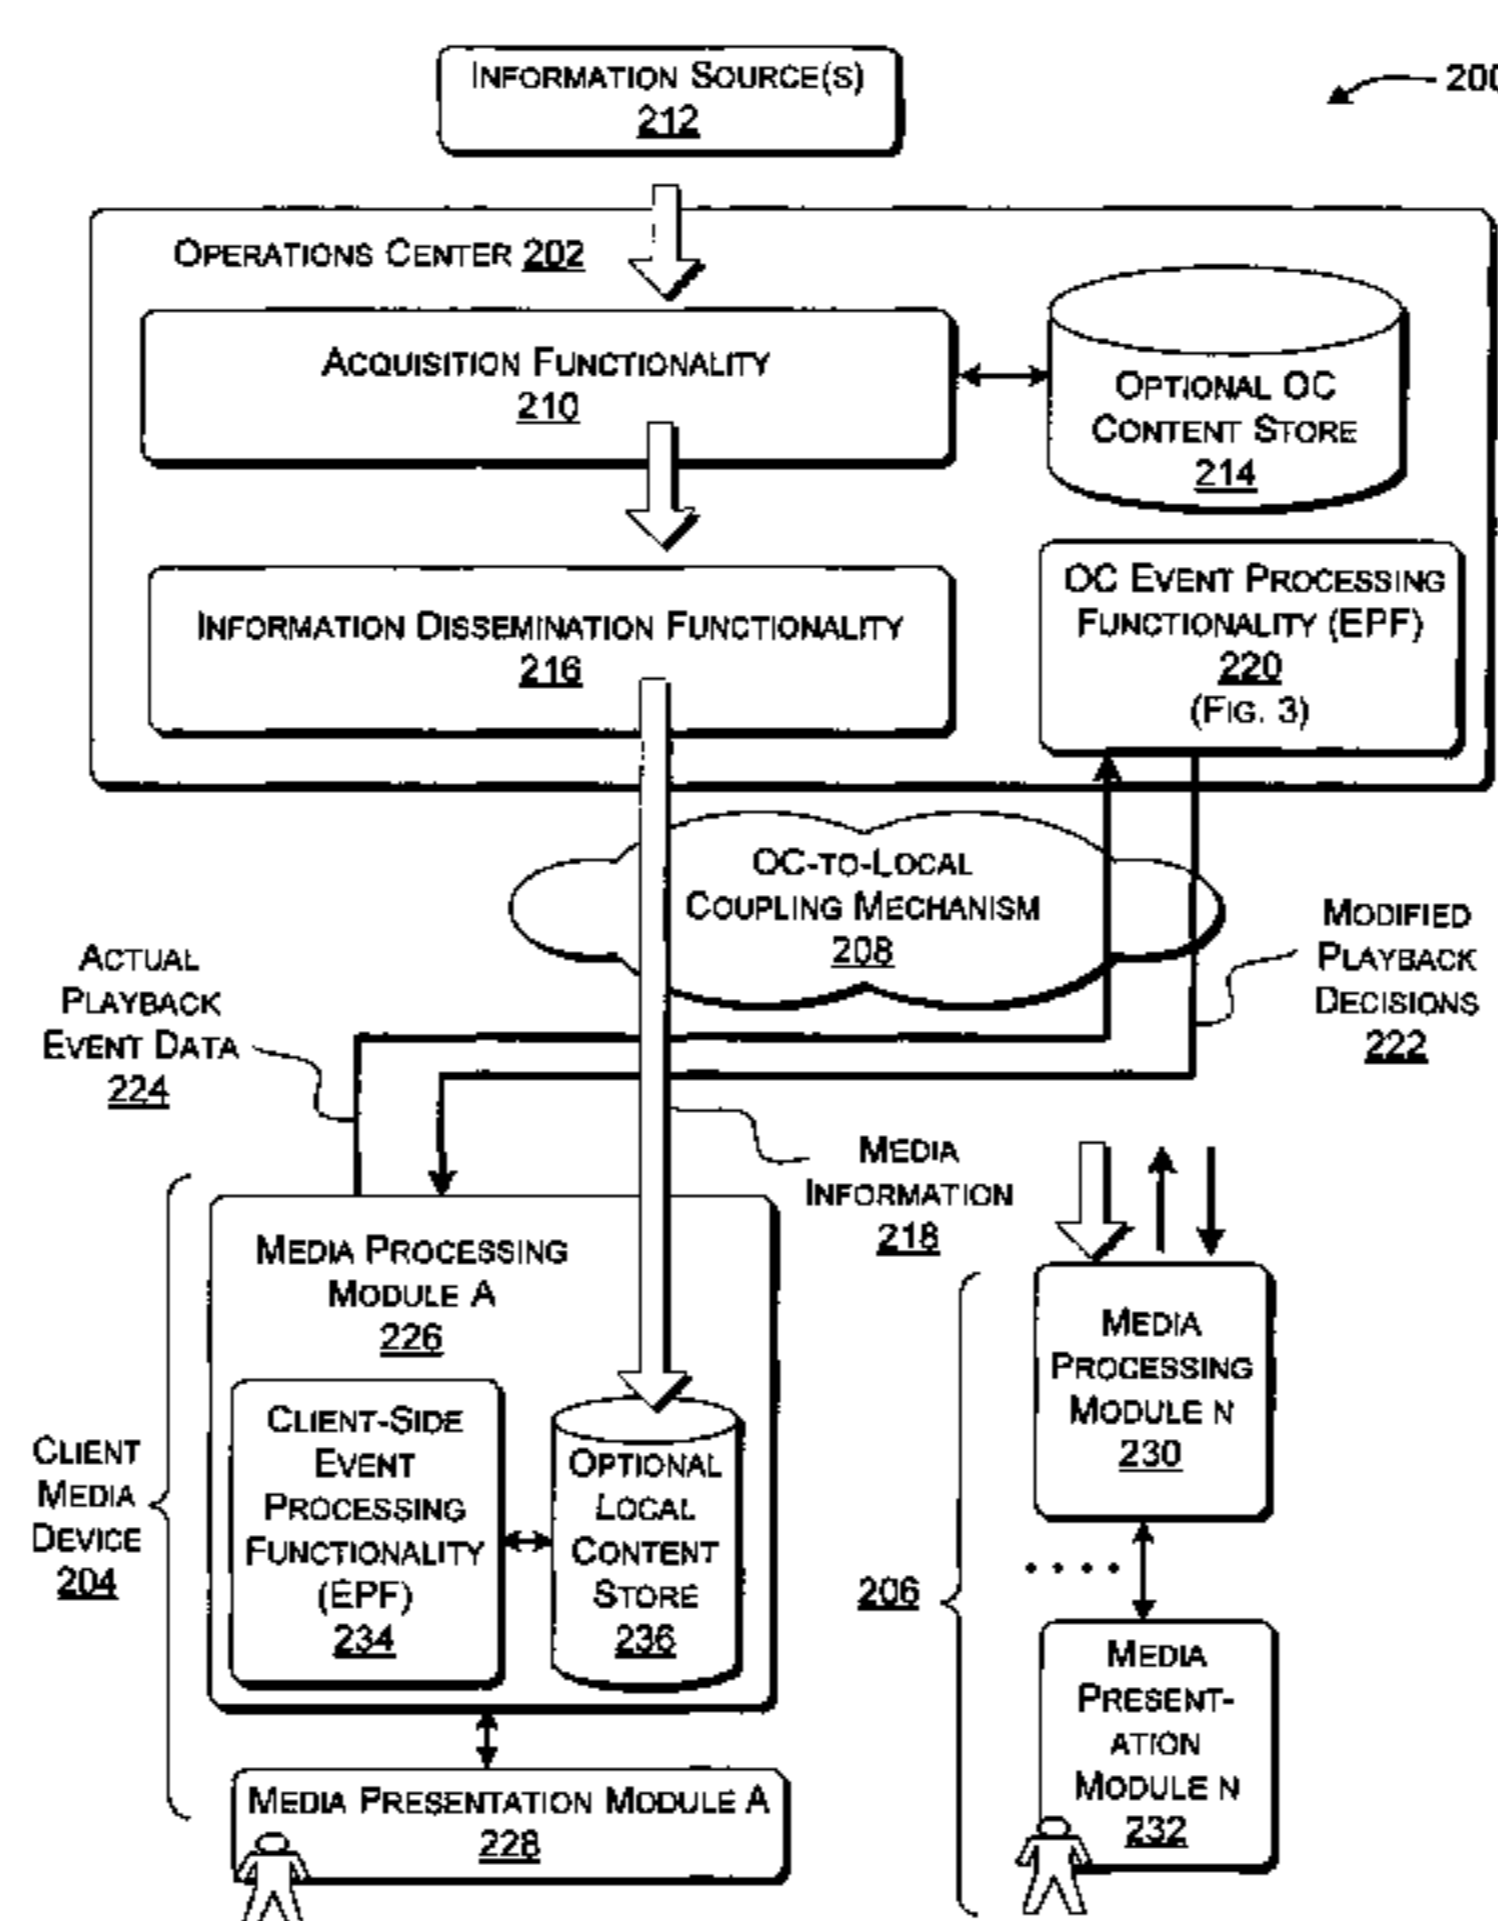 INFORMATION SOURCE(S)
212
200
OPERATIONS CENTER 202
ACQUISITION FUNCTIONALITY
210
OPTIONAL OC
CONTENT STORE
214
INFORMATION DISSEMINATION FUNCTIONALITY
216
OC EVENT PROCESSING
FUNCTIONALITY (EPF)
220
(FIG. 3)
OC-TO-LOCAL
COUPLING MECHANISM
208
ACTUAL
PLAYBACK
EVENT DATA
224
MODIFIED
PLAYBACK
DECISIONS
222
MEDIA
INFORMATION
218
MEDIA PROCESSING
MODULE A
226
CLIENT-SIDE
EVENT
PROCESSING
FUNCTIONALITY
(EPF)
234
OPTIONAL
LOCAL
CONTENT
STORE
236
CLIENT
MEDIA
DEVICE
204
MEDIA PRESENTATION MODULE A
228
MEDIA
PROCESSING
MODULE N
230
206
MEDIA
PRESENT-
ATION
MODULE N
232